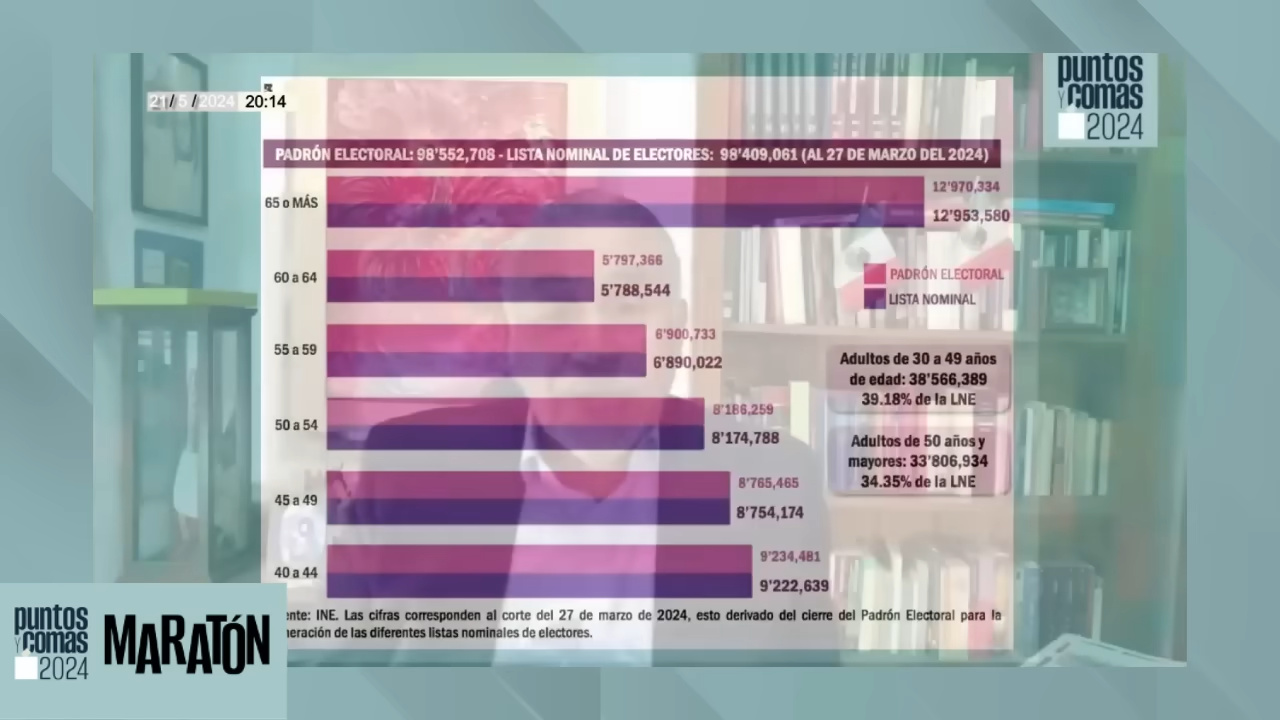 puntos
y comas
2024
21/ 5 /2024 20:14
PADRÓN ELECTORAL: 98'552,708 - LISTA NOMINAL DE ELECTORES: 98'409,061 (AL 27 DE MARZO DEL 2024)
65 o MÁS
12'970,334
12'953,580
60 a 64
5'797,366
5'788,544
PADRÓN ELECTORAL
LISTA NOMINAL
55 a 59
6'900,733
6'890,022
Adultos de 30 a 49 años
de edad: 38'566,389
39.18% de la LNE
50 a 54
8'186,259
8'174,788
Adultos de 50 años y
mayores: 33'806,934
34.35% de la LNE
45 a 49
8'765,465
8'754,174
40 a 44
9'234,481
9'222,639
INE. Las cifras corresponden al corte del 27 de marzo de 2024, esto derivado del cierre del Padrón Electoral para la
de las diferentes listas nominales de electores.
puntos
y comas
2024
MARATÓN